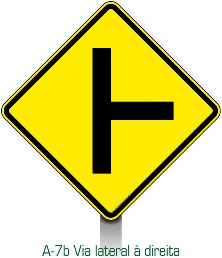 A-7b Via lateral à direita